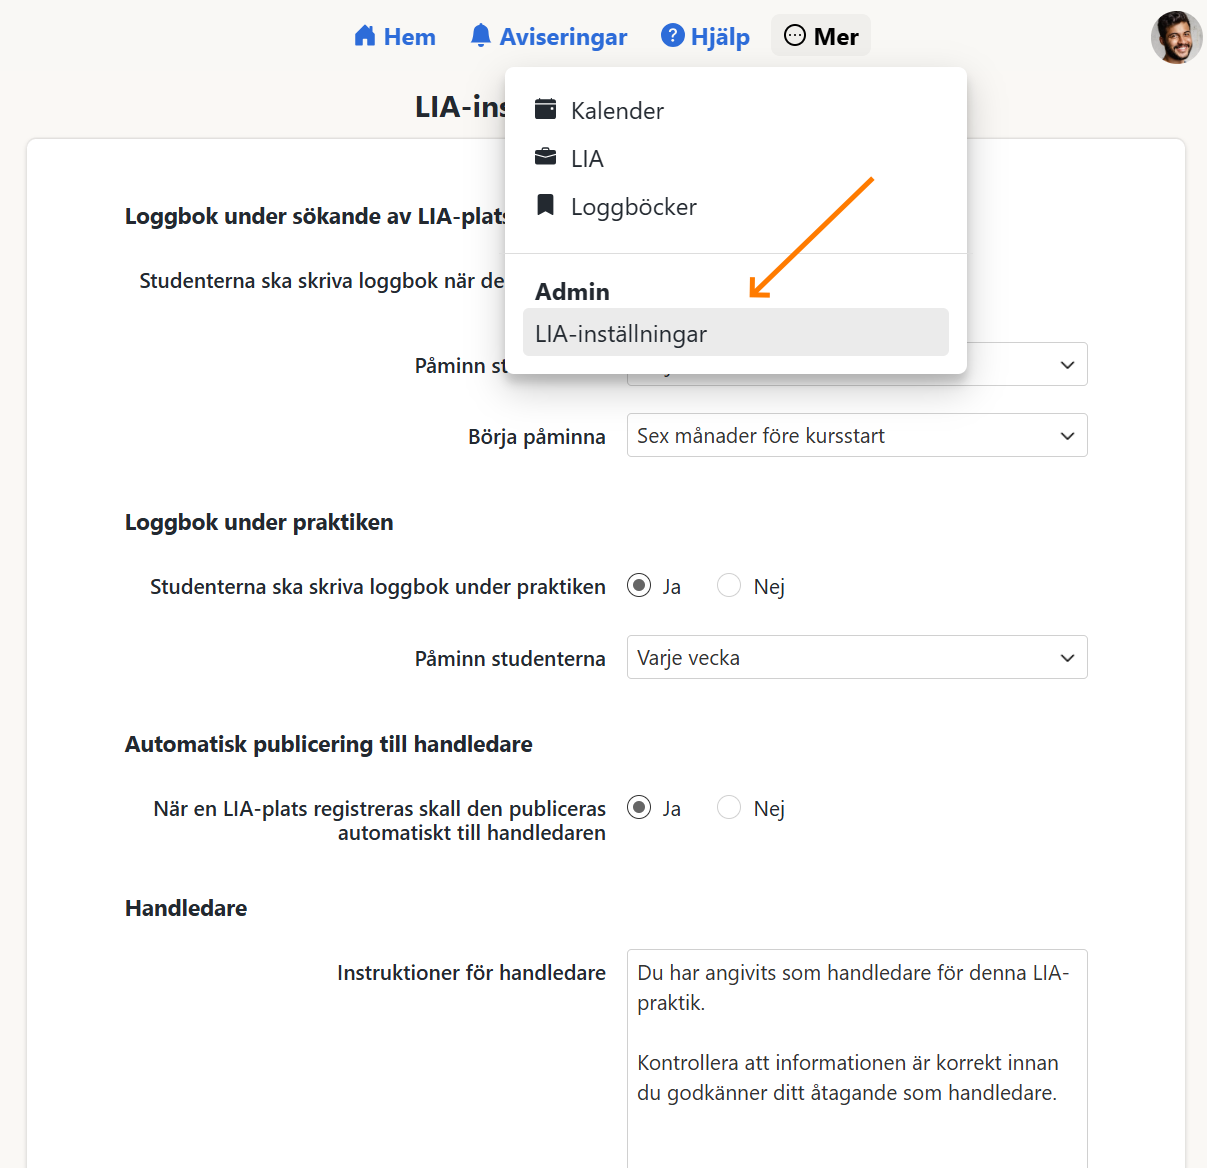 Hem Aviseringar Hjälp Mer
LIA-ins
Kalender
LIA
Loggböcker
Admin
LIA-inställningar
Loggbok under sökande av LIA-plats
Studenterna ska skriva loggbok när de
Påminn st
Börja påminna Sex månader före kursstart
Loggbok under praktiken
Studenterna ska skriva loggbok under praktiken Ja Nej
Påminn studenterna Varje vecka
Automatisk publicering till handledare
När en LIA-plats registreras skall den publiceras Ja Nej
automatiskt till handledaren
Handledare
Instruktioner för handledare Du har angivits som handledare för denna LIA-
praktik.
Kontrollera att informationen är korrekt innan
du godkänner ditt åtagande som handledare.